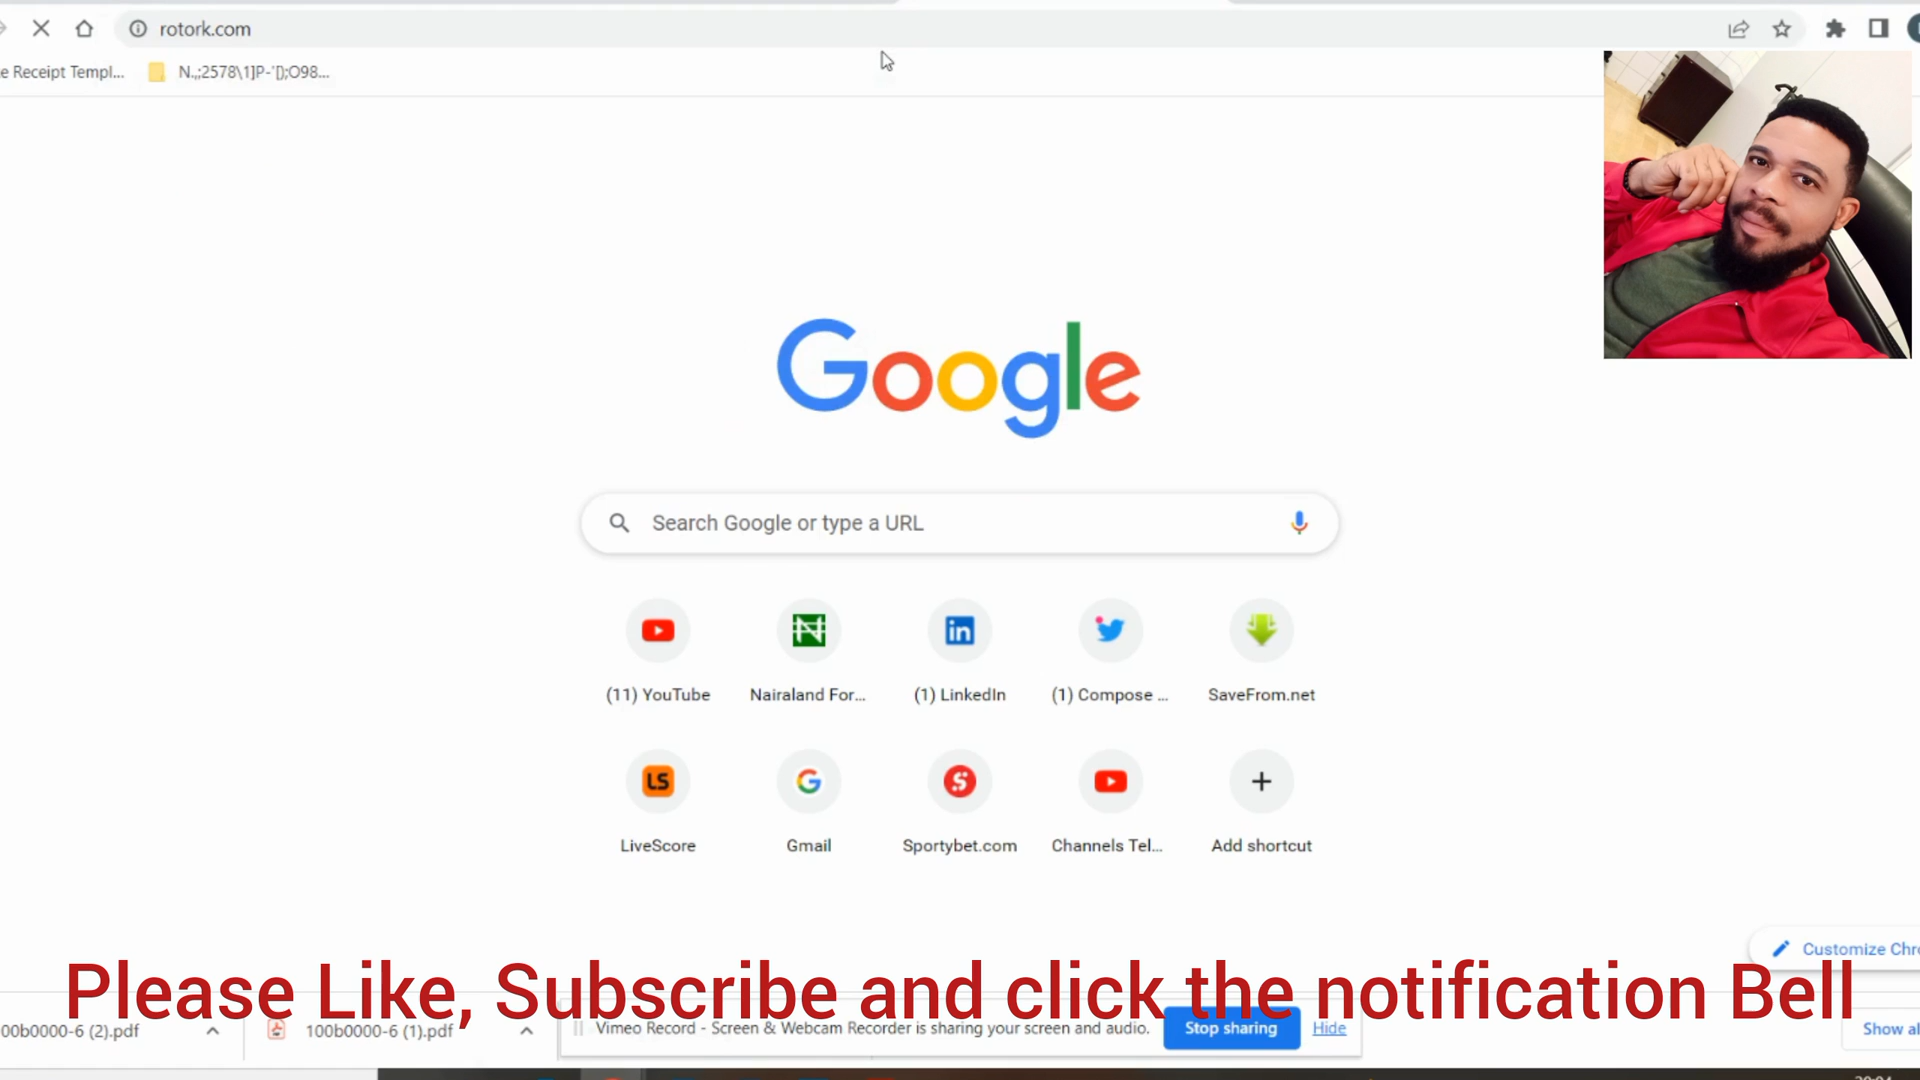 rotork.com
e Receipt Templ...
N.,;2578\1]P-'[);O98...
Google
Search Google or type a URL
(11) YouTube
Nairaland For...
(1) LinkedIn
(1) Compose ...
SaveFrom.net
LiveScore
Gmail
Sportybet.com
Channels Tel...
Add shortcut
Customize Chr
Please Like, Subscribe and click the notification Bell
00b0000-6 (2).pdf
100b0000-6 (1).pdf
Vimeo Record - Screen & Webcam Recorder is sharing your screen and audio.
Stop sharing
Hide
Show al